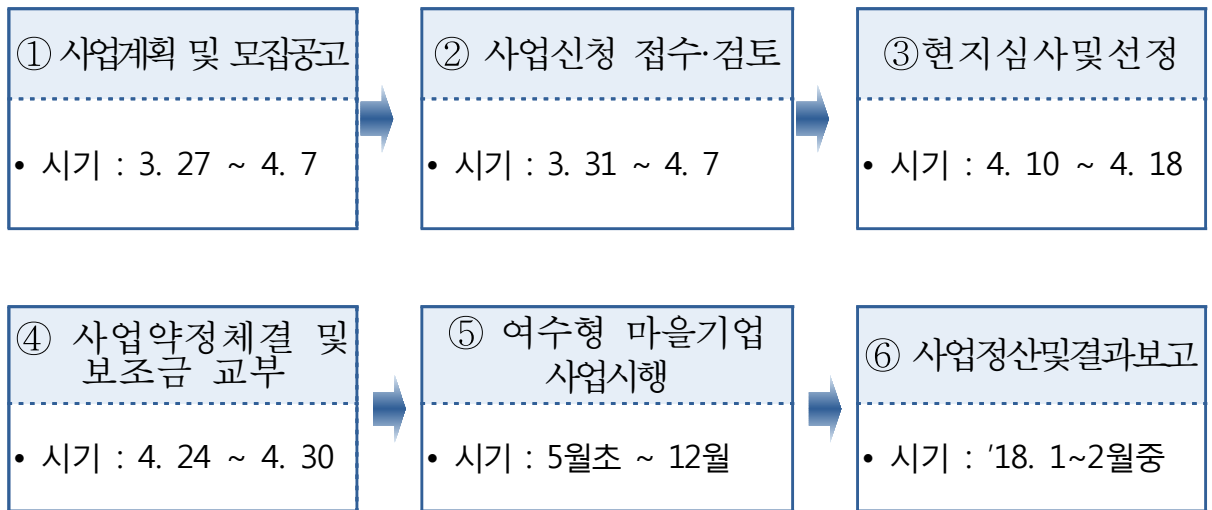 ① 사업계획 및 모집공고
• 시기 : 3. 27 ~ 4. 7
② 사업신청 접수·검토
• 시기 : 3. 31 ~ 4. 7
③현지심사및선정
• 시기 : 4. 10 ~ 4. 18
④ 사업약정체결 및
보조금 교부
• 시기 : 4. 24 ~ 4. 30
⑤ 여수형 마을기업
사업시행
• 시기 : 5월초 ~ 12월
⑥ 사업정산및결과보고
• 시기 : '18. 1~2월중